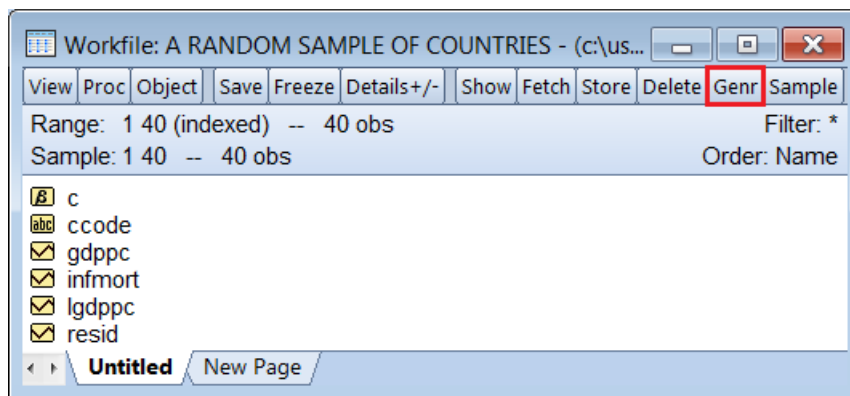 Workfile: A RANDOM SAMPLE OF COUNTRIES - (c:\us...
View Proc Object Save Freeze Details+/- Show Fetch Store Delete Genr Sample
Range: 1 40 (indexed) -- 40 obs Filter: *
Sample: 1 40 -- 40 obs Order: Name
β c
abc ccode
gdppc
infmort
lgdppc
resid
Untitled New Page